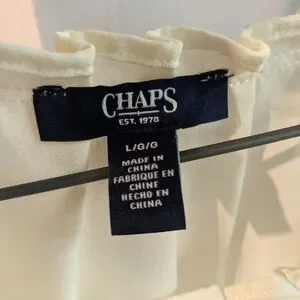 CHAPS
EST. 1978
L/G/G
MADE IN
CHINA
FABRIQUE EN
CHINE
HECHO EN
CHINA